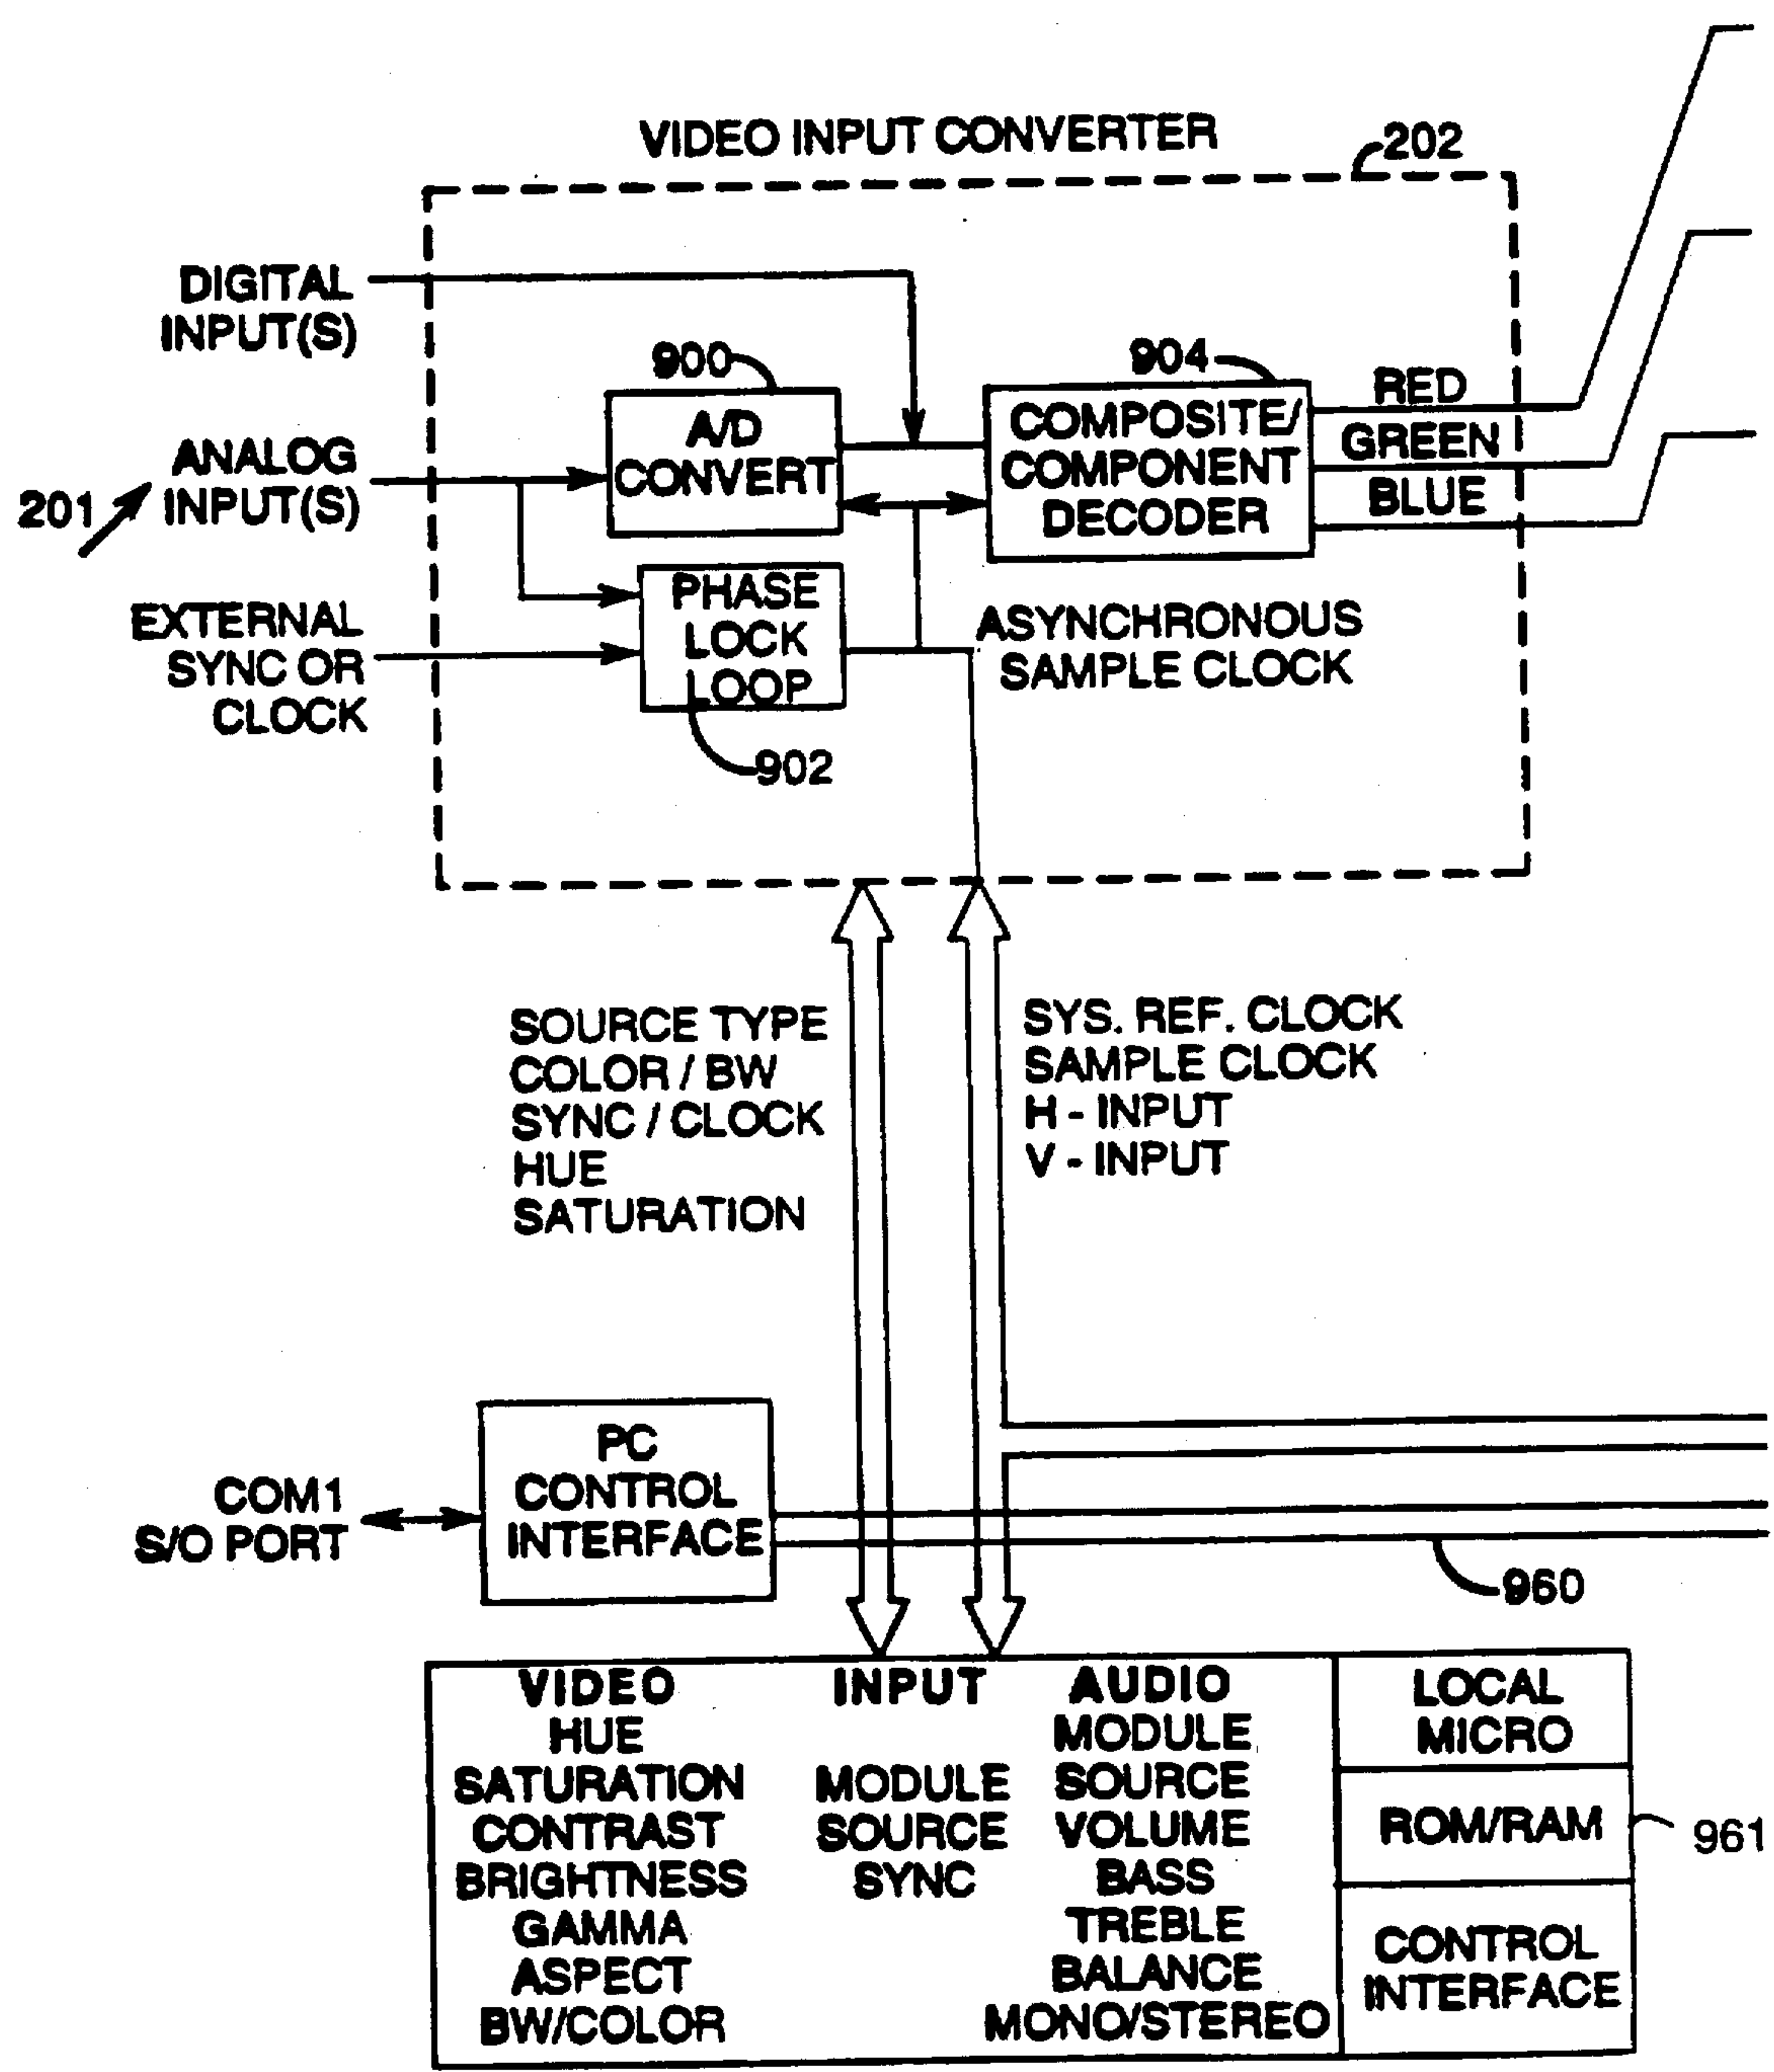 VIDEO INPUT CONVERTER
202
DIGITAL
INPUT(S)
900
904
A/D
CONVERT
COMPOSITE/
COMPONENT
DECODER
RED
GREEN
BLUE
ANALOG
INPUT(S)
201
EXTERNAL
SYNC OR
CLOCK
PHASE
LOCK
LOOP
902
ASYNCHRONOUS
SAMPLE CLOCK
SOURCE TYPE
COLOR / BW
SYNC / CLOCK
HUE
SATURATION
SYS. REF. CLOCK
SAMPLE CLOCK
H - INPUT
V - INPUT
PC
CONTROL
INTERFACE
COM1
S/O PORT
960
VIDEO
HUE
SATURATION
CONTRAST
BRIGHTNESS
GAMMA
ASPECT
BW/COLOR
INPUT
MODULE
SOURCE
SYNC
AUDIO
MODULE
SOURCE
VOLUME
BASS
TREBLE
BALANCE
MONO/STEREO
LOCAL
MICRO
ROM/RAM
961
CONTROL
INTERFACE